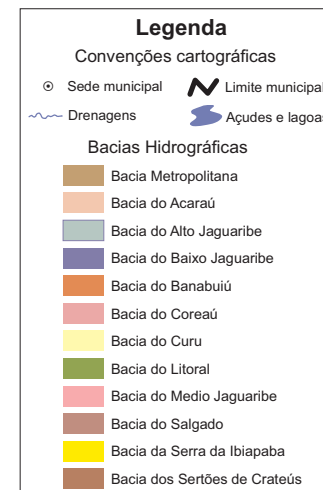 Legenda
Convenções cartográficas
Sede municipal Limite municipal
Drenagens Açudes e lagoas
Bacias Hidrográficas
Bacia Metropolitana
Bacia do Acaraú
Bacia do Alto Jaguaribe
Bacia do Baixo Jaguaribe
Bacia do Banabuiú
Bacia do Coreaú
Bacia do Curu
Bacia do Litoral
Bacia do Medio Jaguaribe
Bacia do Salgado
Bacia da Serra da Ibiapaba
Bacia dos Sertões de Crateús